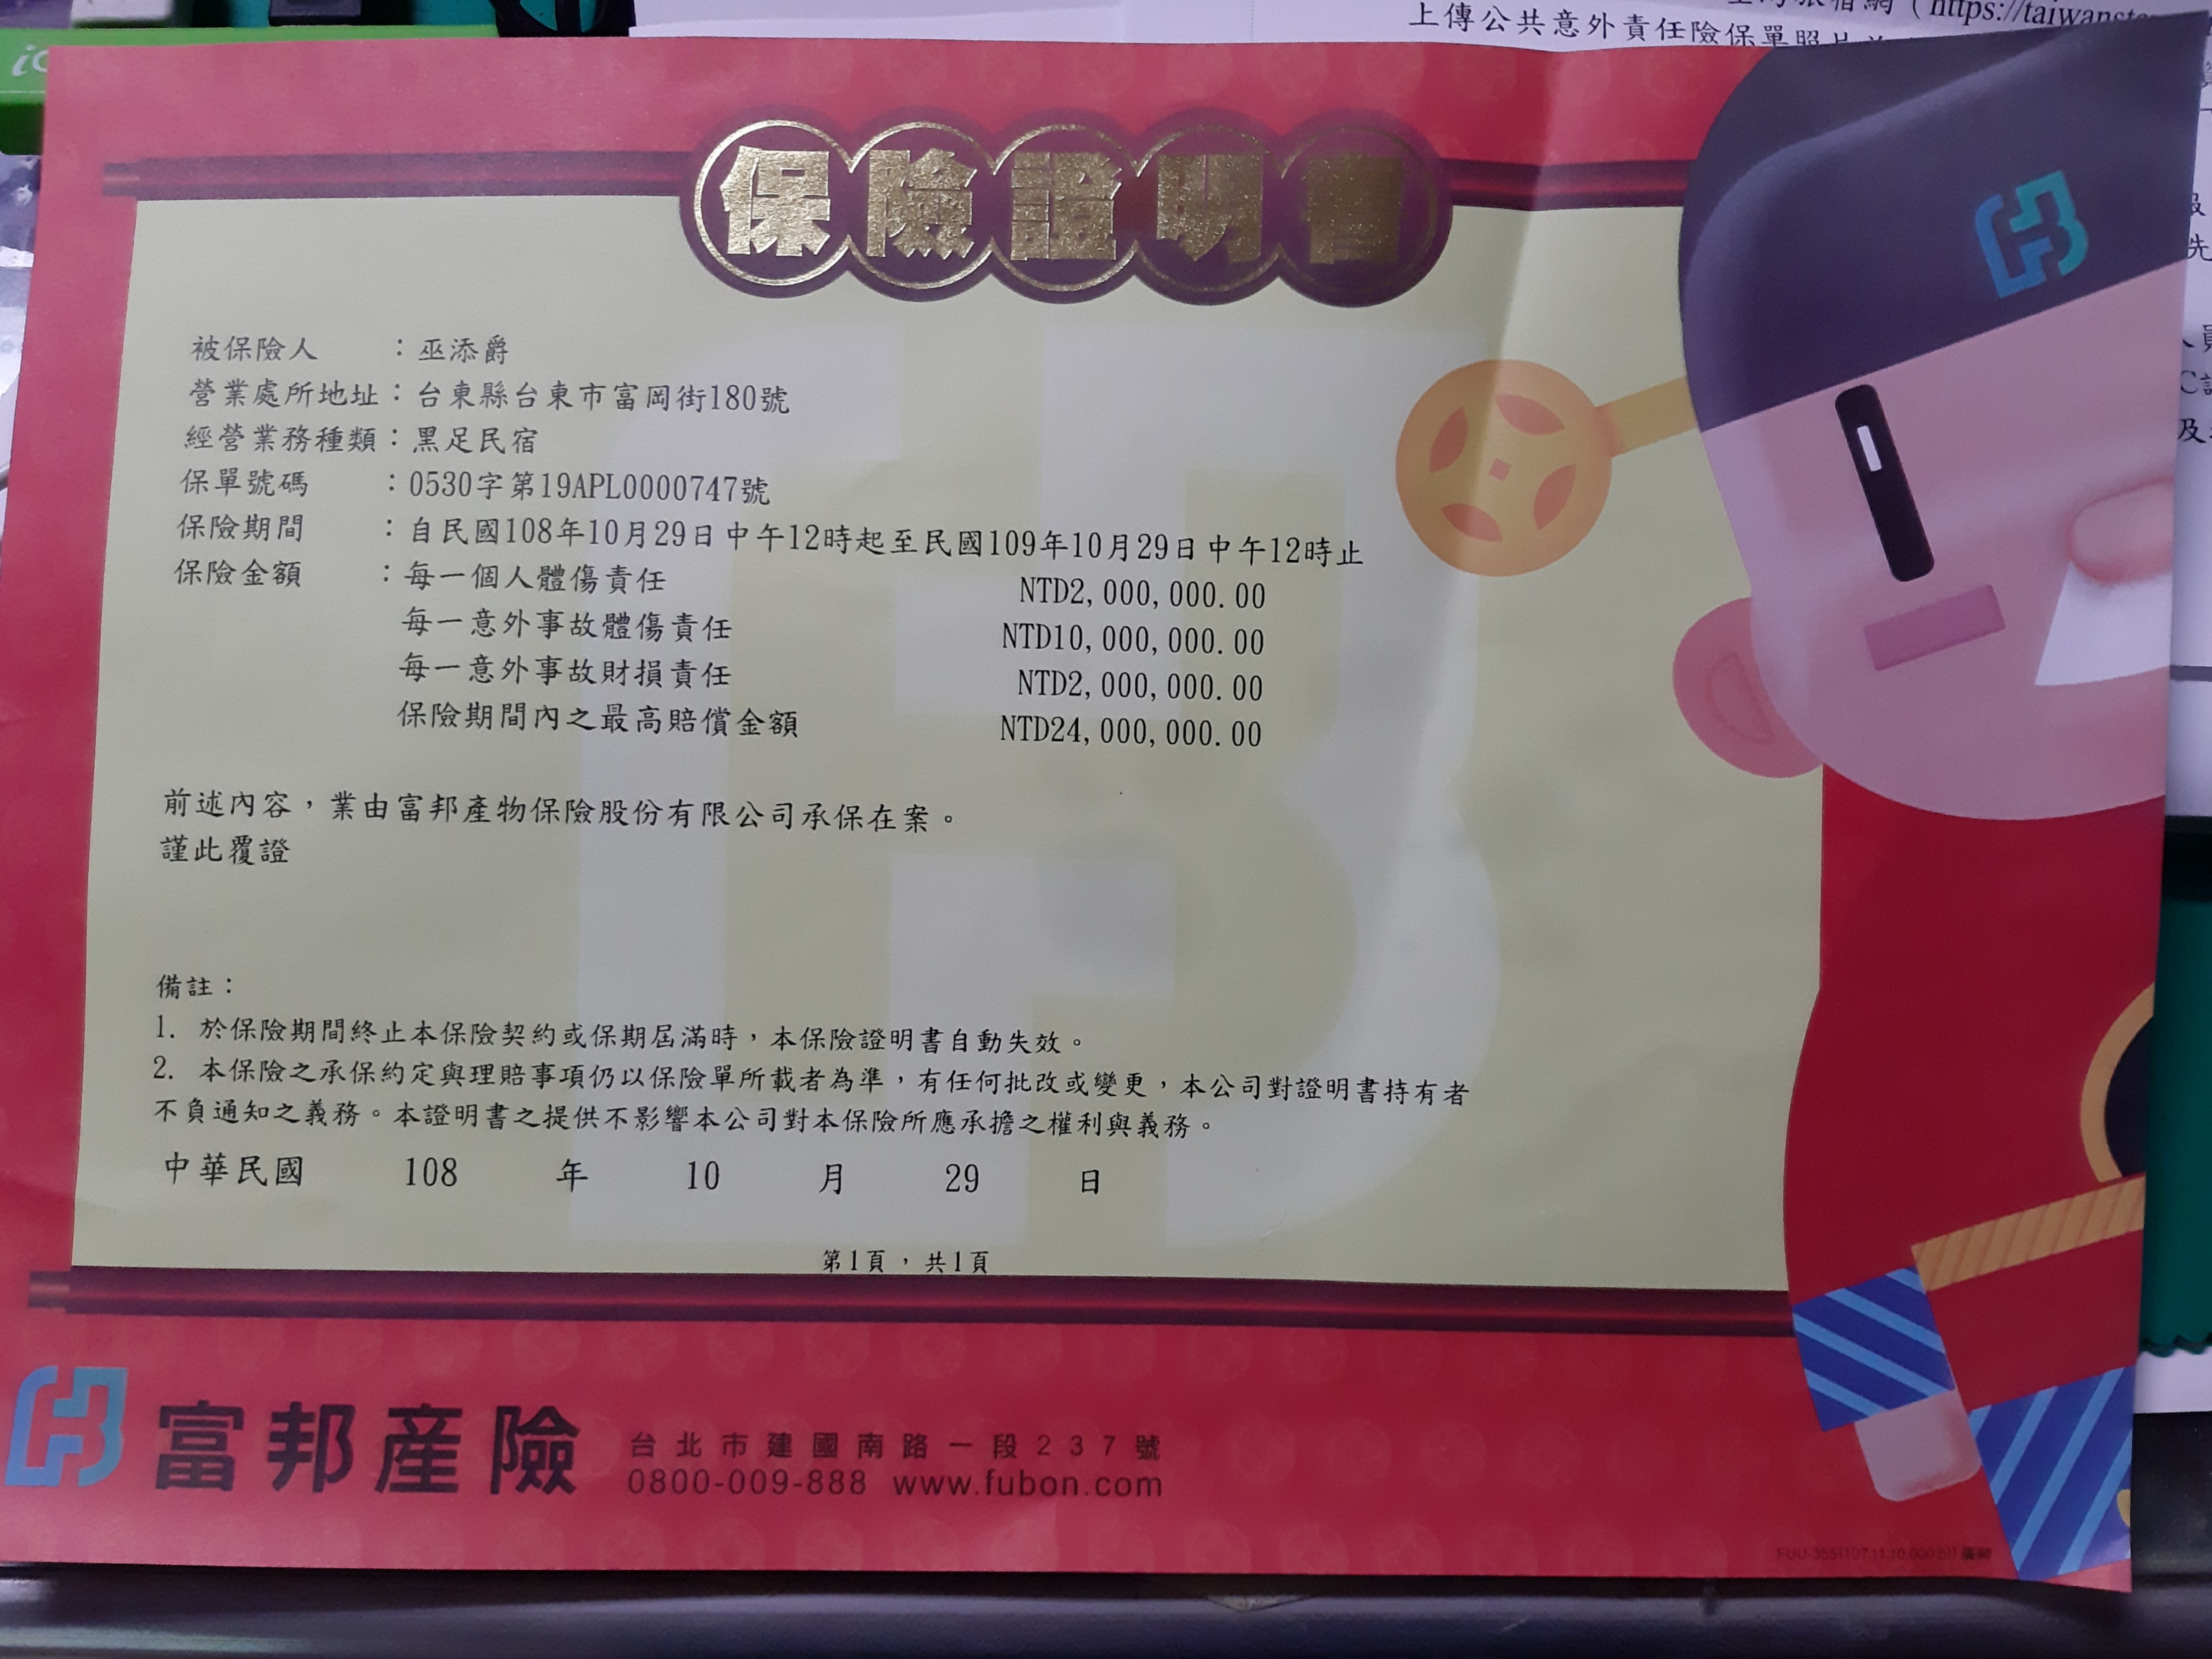 上傳公共意外責任險保單照片
保險證明書
被保險人 ：巫添爵
營業處所地址：台東縣台東市富岡街180號
經營業務種類：黑足民宿
保單號碼 ：0530字第19APL0000747號
保險期間 ：自民國108年10月29日中午12時起至民國109年10月29日中午12時止
保險金額 ：每一個人體傷責任 NTD2,000,000.00
每一意外事故體傷責任 NTD10,000,000.00
每一意外事故財損責任 NTD2,000,000.00
保險期間內之最高賠償金額 NTD24,000,000.00
前述內容，業由富邦產物保險股份有限公司承保在案。
謹此覆證
備註：
1. 於保險期間終止本保險契約或保期屆滿時，本保險證明書自動失效。
2. 本保險之承保約定與理賠事項仍以保險單所載者為準，有任何批改或變更，本公司對證明書持有者
不負通知之義務。本證明書之提供不影響本公司對本保險所應承擔之權利與義務。
中華民國 108 年 10 月 29 日
第1頁，共1頁
富邦產險
台北市建國南路一段237號
0800-009-888 www.fubon.com